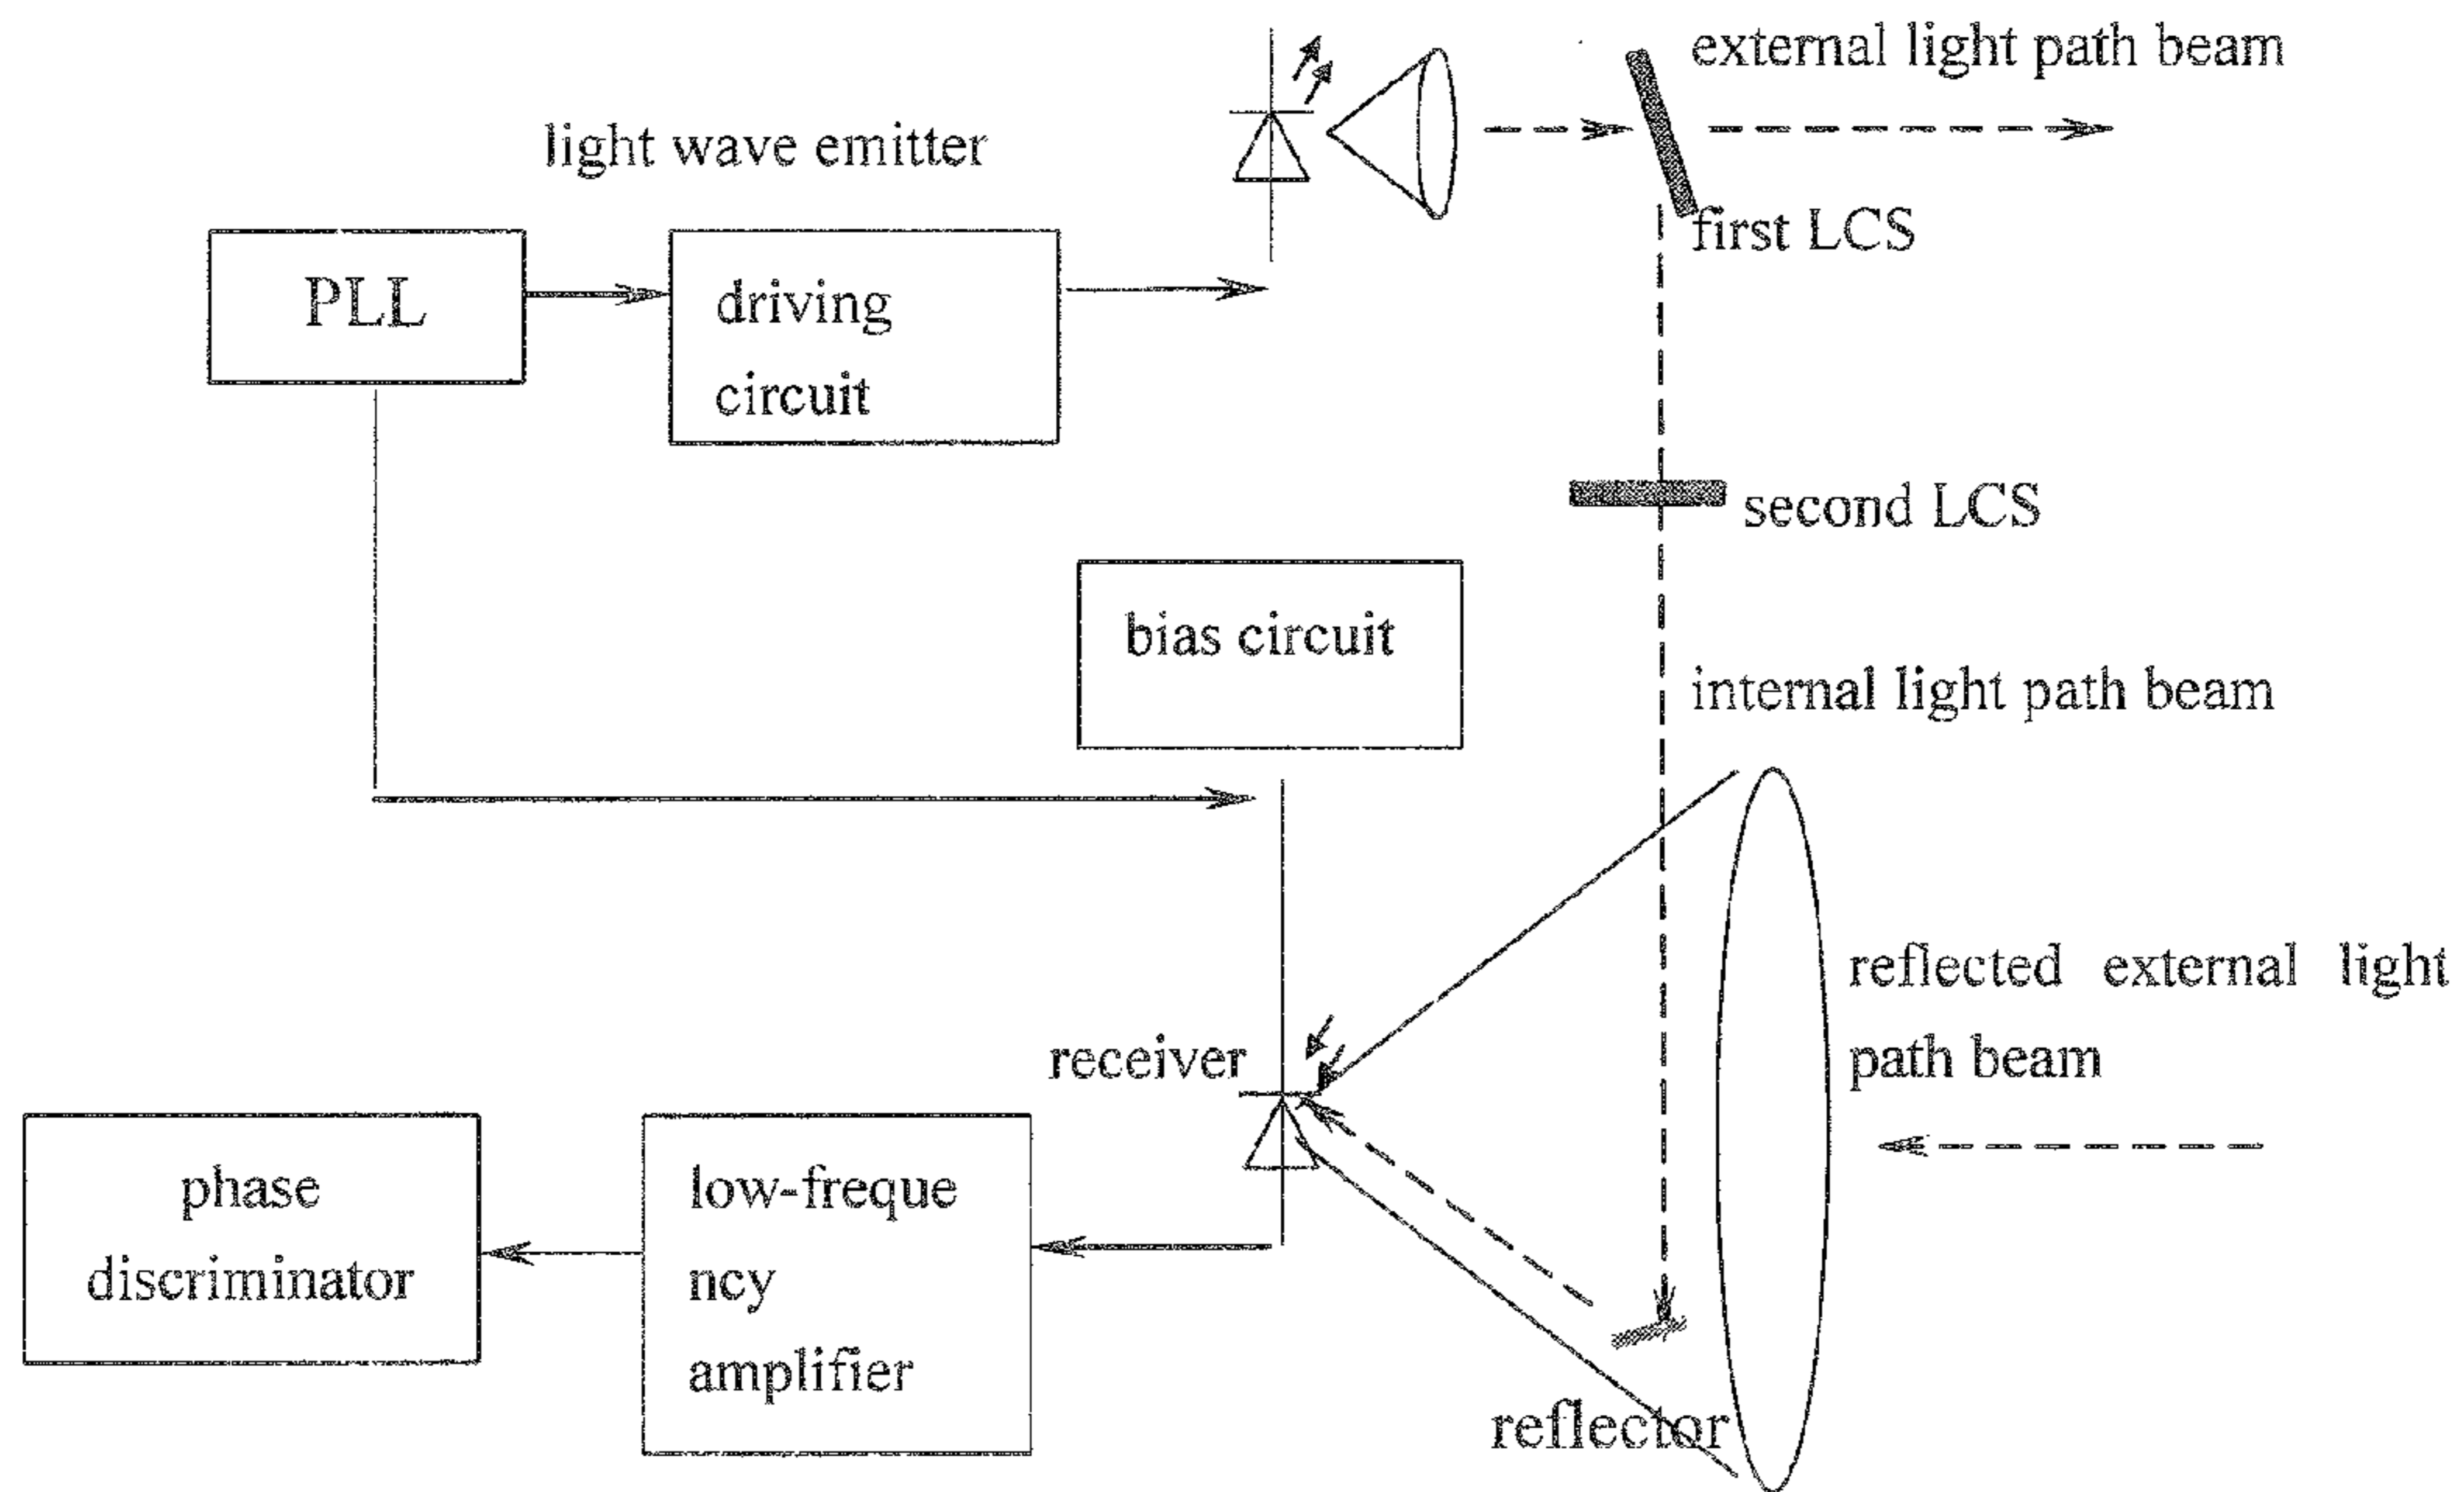 external light path beam
light wave emitter
first LCS
PLL
driving
circuit
second LCS
bias circuit
internal light path beam
reflected external light
path beam
receiver
phase
discriminator
low-freque
ncy
amplifier
reflector